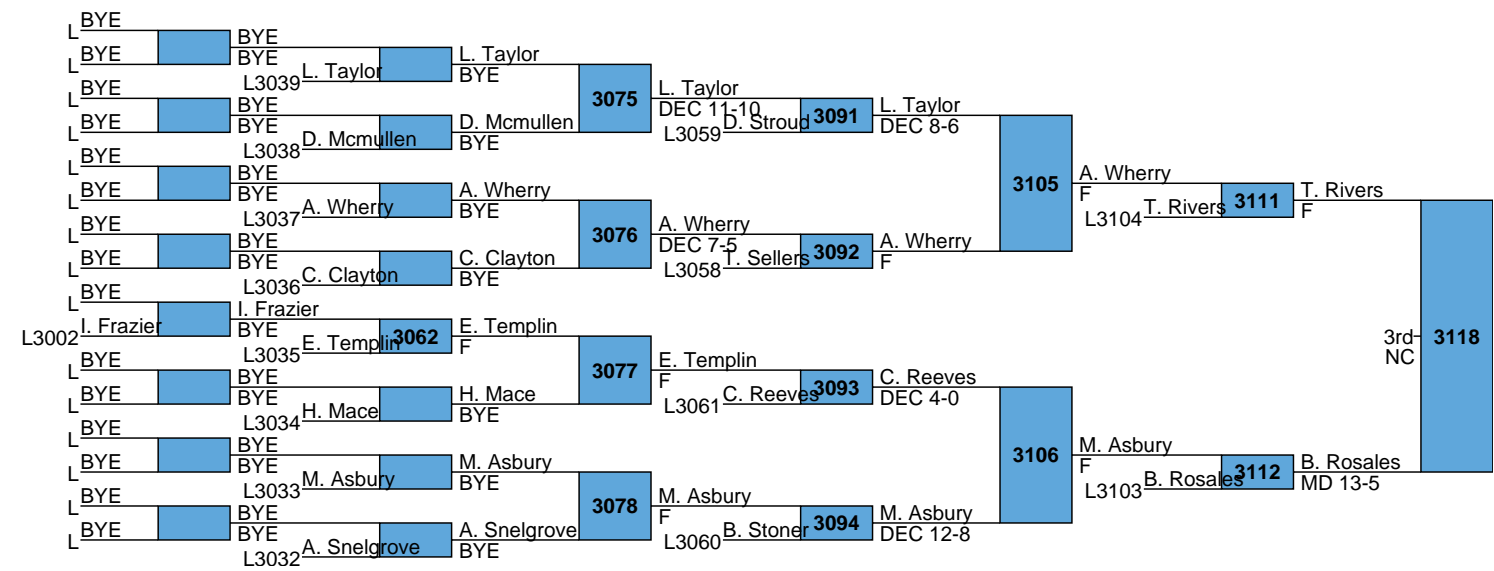 BYE
L
BYE
L
BYE
BYE
L3039 L. Taylor
L. Taylor
BYE
BYE
L
BYE
L
BYE
BYE
L3038 D. Mcmullen
D. Mcmullen
BYE
3075
L. Taylor
DEC 11-10
L3059 D. Stroud
3091
L. Taylor
DEC 8-6
BYE
L
BYE
L
BYE
BYE
L3037 A. Wherry
A. Wherry
BYE
BYE
L
BYE
L
BYE
BYE
L3036 C. Clayton
C. Clayton
BYE
3076
A. Wherry
DEC 7-5
L3058 T. Sellers
3092
A. Wherry
F
3105
A. Wherry
F
L3104 T. Rivers
3111
T. Rivers
F
BYE
L
L3002 I. Frazier
I. Frazier
BYE
L3035 E. Templin
3062
E. Templin
F
BYE
L
BYE
L
BYE
BYE
L3034 H. Mace
H. Mace
BYE
3077
E. Templin
F
L3061 C. Reeves
3093
C. Reeves
DEC 4-0
BYE
L
BYE
L
BYE
BYE
L3033 M. Asbury
M. Asbury
BYE
BYE
L
BYE
L
BYE
BYE
L3032 A. Snelgrove
A. Snelgrove
BYE
3078
M. Asbury
F
L3060 B. Stoner
3094
M. Asbury
DEC 12-8
3106
M. Asbury
F
L3103 B. Rosales
3112
B. Rosales
MD 13-5
3rd
NC
3118